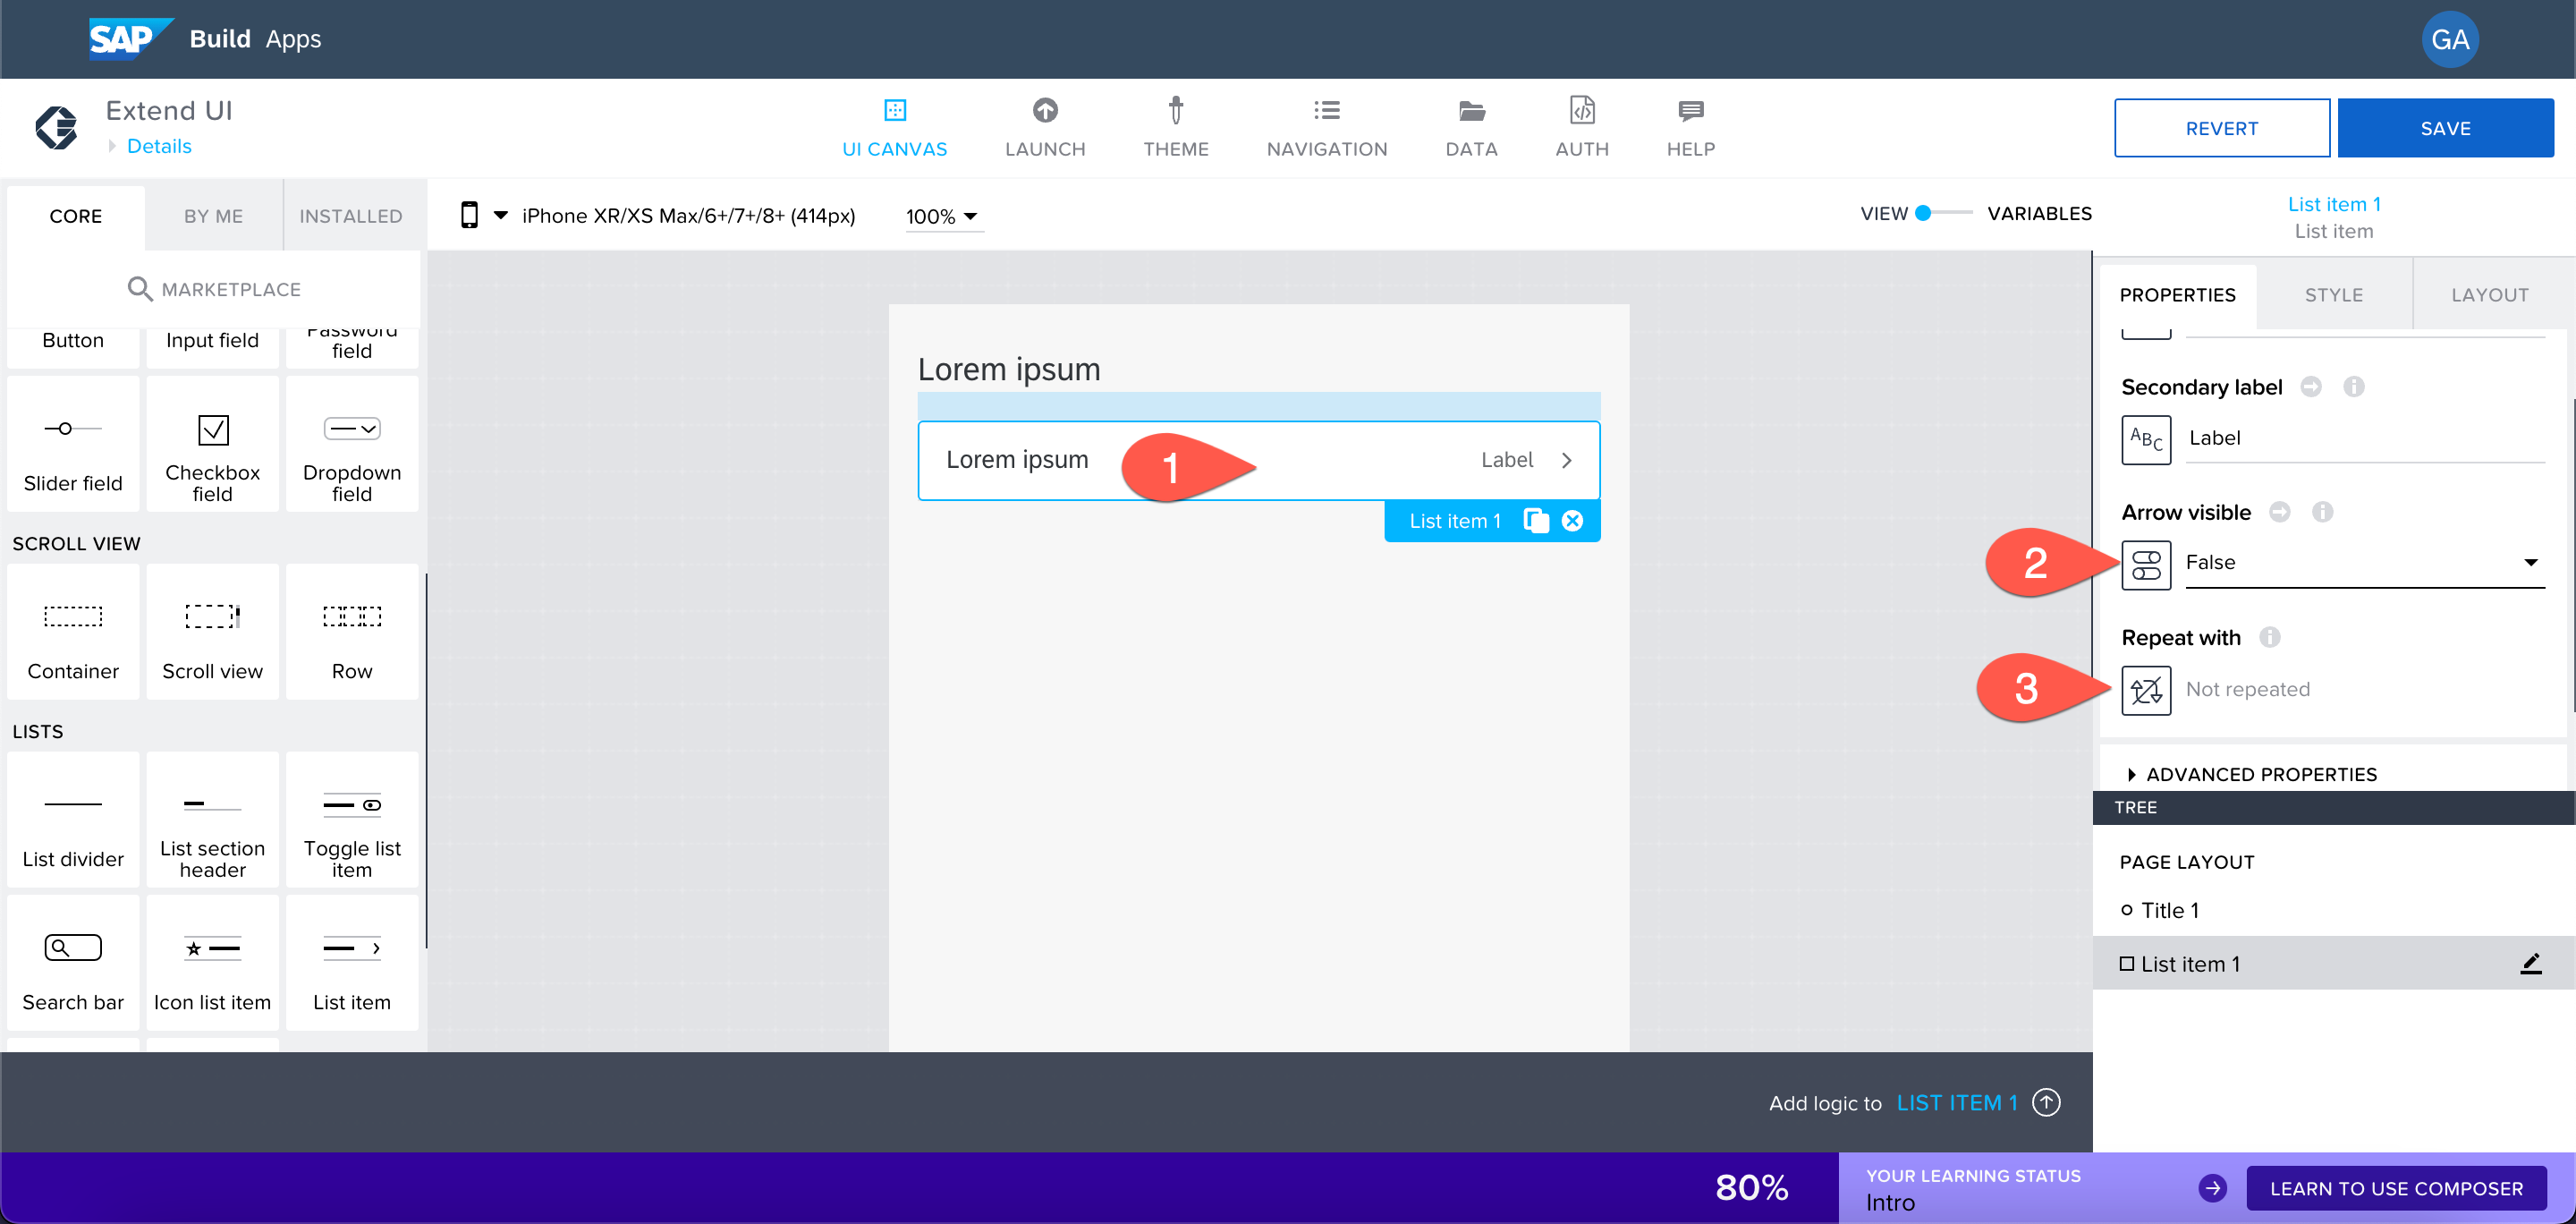 SAP Build Apps
GA
Extend UI
Details
UI CANVAS
LAUNCH
THEME
NAVIGATION
DATA
AUTH
HELP
REVERT
SAVE
CORE
BY ME
INSTALLED
iPhone XR/XS Max/6+/7+/8+ (414px)
100%
VIEW
VARIABLES
List item 1
List item
MARKETPLACE
PROPERTIES
STYLE
LAYOUT
Button
Input field
Password
field
Slider field
Checkbox
field
Dropdown
field
SCROLL VIEW
Container
Scroll view
Row
LISTS
List divider
List section
header
Toggle list
item
Search bar
Icon list item
List item
Lorem ipsum
Lorem ipsum
1
Label
List item 1
Secondary label
ABC
Label
Arrow visible
2
False
Repeat with
3
Not repeated
ADVANCED PROPERTIES
TREE
PAGE LAYOUT
Title 1
List item 1
Add logic to LIST ITEM 1
80%
YOUR LEARNING STATUS
Intro
LEARN TO USE COMPOSER